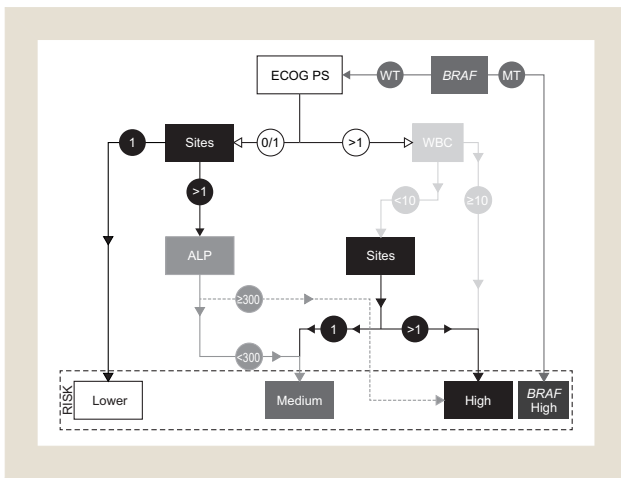 ECOG PS
WT
BRAF
MT
1
Sites
0/1
>1
WBC
>1
<10
≥10
ALP
Sites
≥300
1
>1
<300
RISK
Lower
Medium
High
BRAF
High